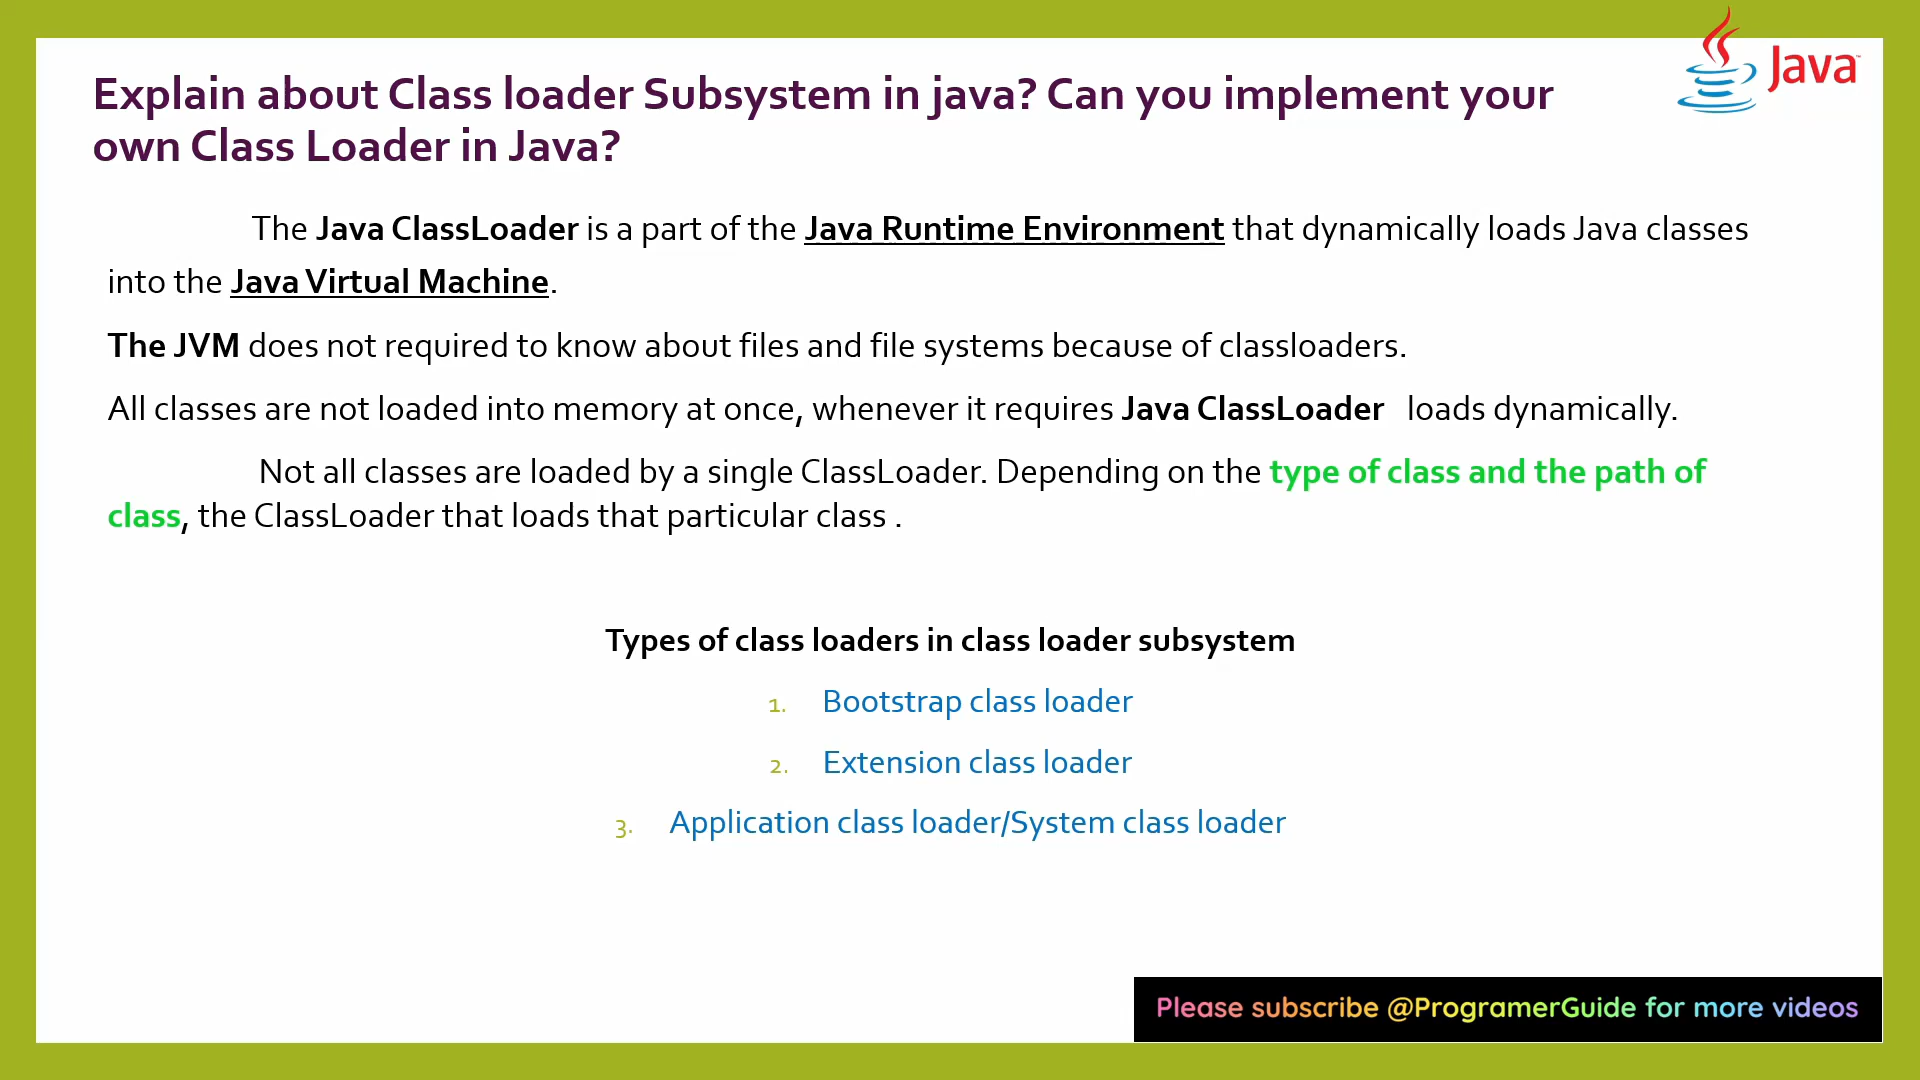 Java™
Explain about Class loader Subsystem in java? Can you implement your
own Class Loader in Java?
The Java ClassLoader is a part of the Java Runtime Environment that dynamically loads Java classes
into the Java Virtual Machine.
The JVM does not required to know about files and file systems because of classloaders.
All classes are not loaded into memory at once, whenever it requires Java ClassLoader loads dynamically.
Not all classes are loaded by a single ClassLoader. Depending on the type of class and the path of
class, the ClassLoader that loads that particular class .
Types of class loaders in class loader subsystem
1. Bootstrap class loader
2. Extension class loader
3. Application class loader/System class loader
Please subscribe @ProgramerGuide for more videos